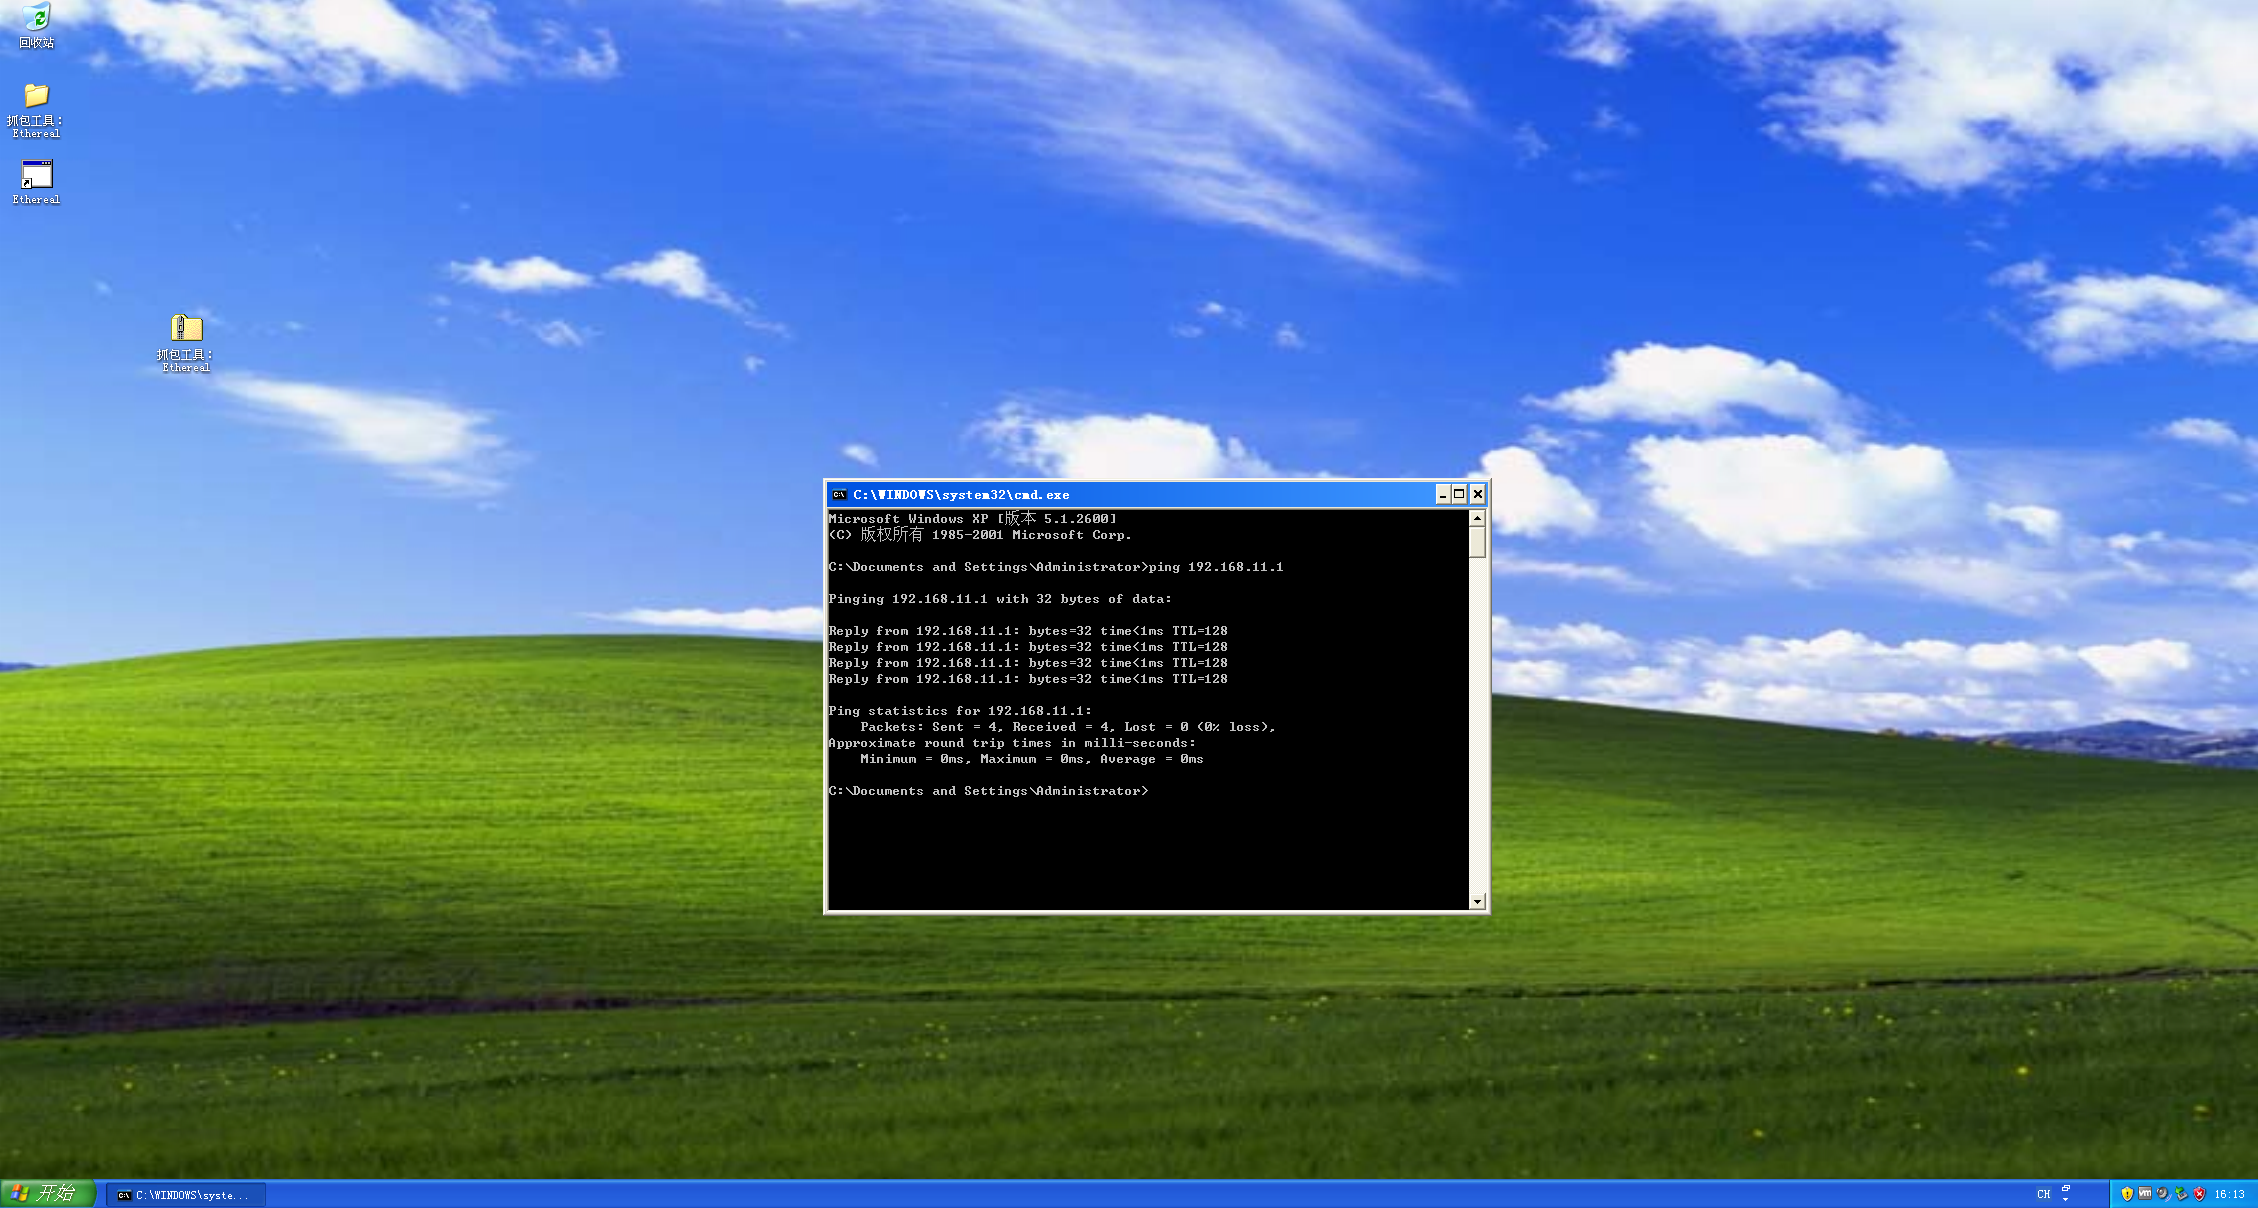 回收站
抓包工具：
Ethereal
Ethereal
抓包工具：
Ethereal
C:\WINDOWS\system32\cmd.exe
Microsoft Windows XP [版本 5.1.2600]
(C) 版权所有 1985-2001 Microsoft Corp.
C:\Documents and Settings\Administrator>ping 192.168.11.1
Pinging 192.168.11.1 with 32 bytes of data:
Reply from 192.168.11.1: bytes=32 time<1ms TTL=128
Reply from 192.168.11.1: bytes=32 time<1ms TTL=128
Reply from 192.168.11.1: bytes=32 time<1ms TTL=128
Reply from 192.168.11.1: bytes=32 time<1ms TTL=128
Ping statistics for 192.168.11.1:
    Packets: Sent = 4, Received = 4, Lost = 0 (0% loss),
Approximate round trip times in milli-seconds:
    Minimum = 0ms, Maximum = 0ms, Average = 0ms
C:\Documents and Settings\Administrator>
开始
C:\WINDOWS\syste...
CH
16:13